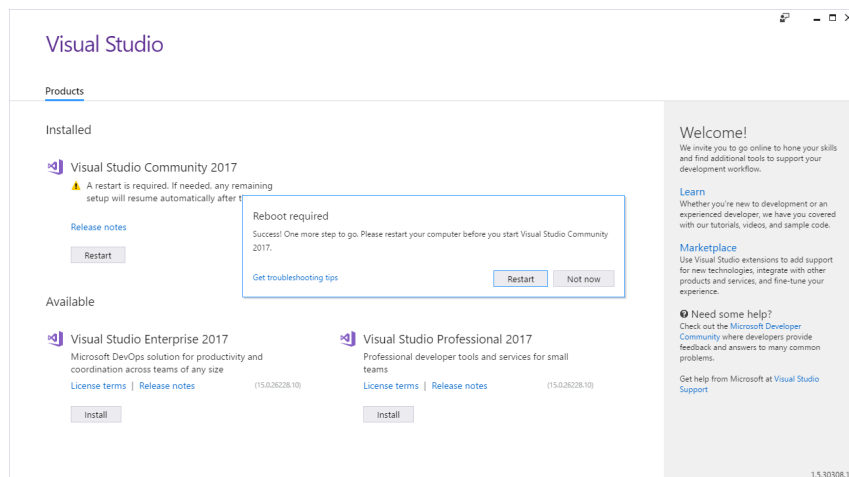 Visual Studio
Products
Installed
Visual Studio Community 2017
A restart is required. If needed, any remaining
setup will resume automatically after t
Release notes
Restart
Reboot required
Success! One more step to go. Please restart your computer before you start Visual Studio Community
2017.
Get troubleshooting tips
Restart
Not now
Available
Visual Studio Enterprise 2017
Microsoft DevOps solution for productivity and
coordination across teams of any size
License terms | Release notes
(15.0.26228.10)
Install
Visual Studio Professional 2017
Professional developer tools and services for small
teams
License terms | Release notes
(15.0.26228.10)
Install
Welcome!
We invite you to go online to hone your skills
and find additional tools to support your
development workflow.
Learn
Whether you're new to development or an
experienced developer, we have you covered
with our tutorials, videos, and sample code.
Marketplace
Use Visual Studio extensions to add support
for new technologies, integrate with other
products and services, and fine-tune your
experience.
Need some help?
Check out the Microsoft Developer
Community where developers provide
feedback and answers to many common
problems.
Get help from Microsoft at Visual Studio
Support
1.5.30308.1